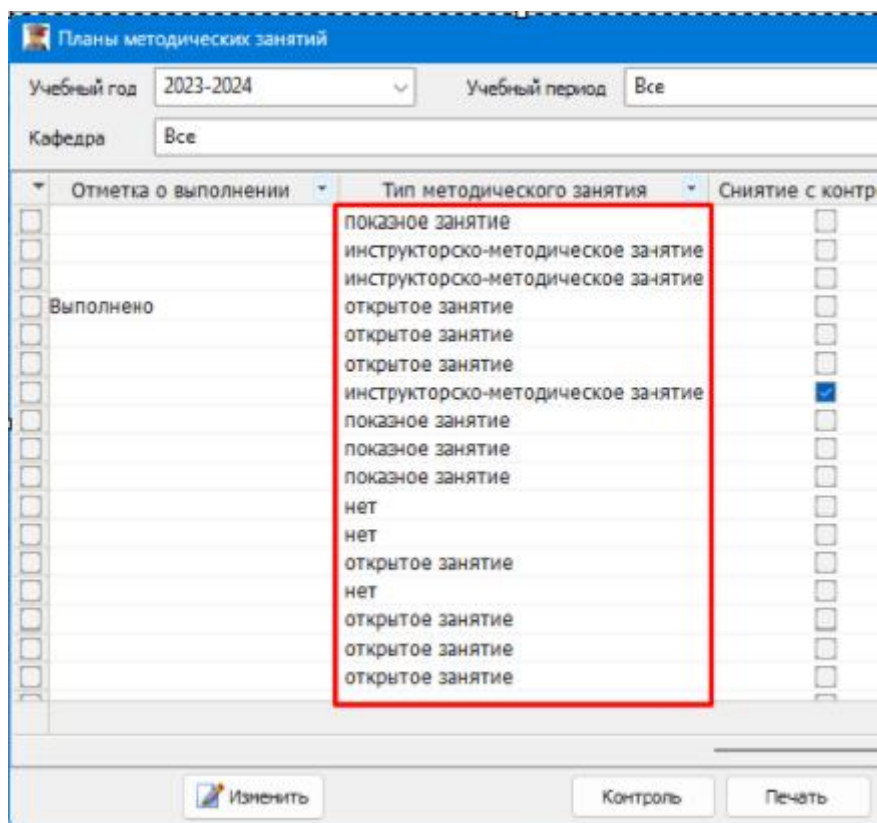 Планы методических занятий
Учебный год 2023-2024 Учебный период Все
Кафедра Все
Отметка о выполнении Тип методического занятия Сниятие с контр
показное занятие
инструкторско-методическое занятие
инструкторско-методическое занятие
Выполнено открытое занятие
открытое занятие
открытое занятие
инструкторско-методическое занятие
показное занятие
показное занятие
показное занятие
нет
нет
открытое занятие
нет
открытое занятие
открытое занятие
открытое занятие
Изменить Контроль Печать